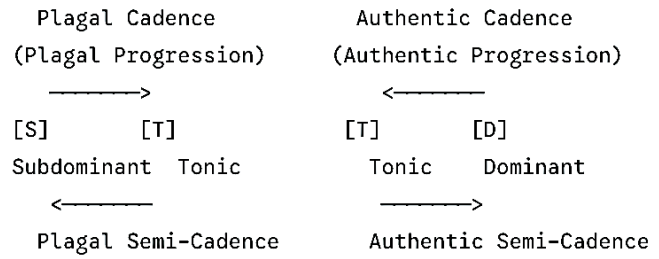 Plagal Cadence Authentic Cadence
(Plagal Progression) (Authentic Progression)
[S] [T] [T] [D]
Subdominant Tonic Tonic Dominant
Plagal Semi-Cadence Authentic Semi-Cadence